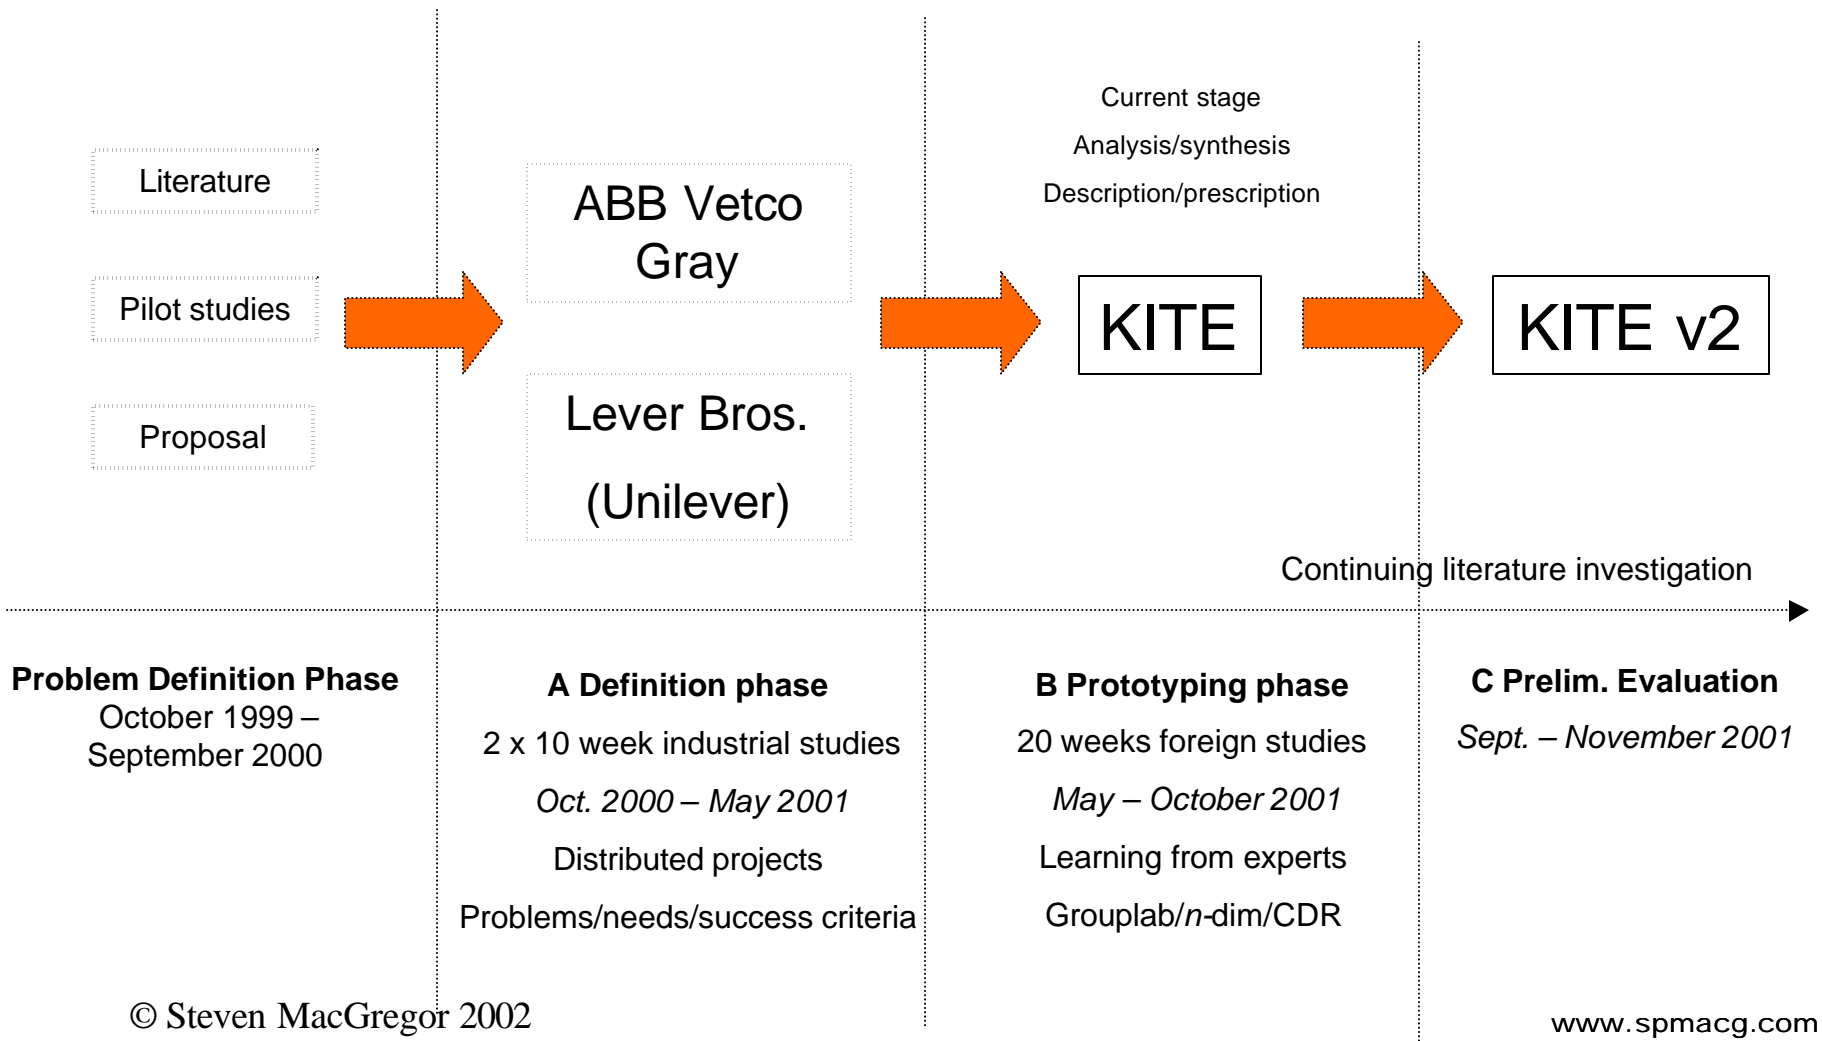 Literature
Pilot studies
Proposal
ABB Vetco
Gray
Lever Bros.
(Unilever)
Current stage
Analysis/synthesis
Description/prescription
KITE
KITE v2
Continuing literature investigation
Problem Definition Phase
October 1999 –
September 2000
A Definition phase
2 x 10 week industrial studies
Oct. 2000 – May 2001
Distributed projects
Problems/needs/success criteria
B Prototyping phase
20 weeks foreign studies
May – October 2001
Learning from experts
Grouplab/n-dim/CDR
C Prelim. Evaluation
Sept. – November 2001
© Steven MacGregor 2002
www.spmacg.com